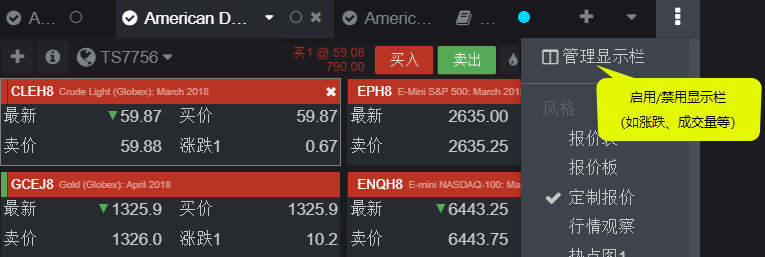 A...
American D...
Americ...
...
TS7756
买1 @ 59.08
790.00
买入
卖出
管理显示栏
启用/禁用显示栏
(如涨跌、成交量等)
CLEH8 Crude Light (Globex): March 2018
EPH8 E-Mini S&P 500: March 2018
最新 ▼59.87 买价 59.87
最新 2635.00
卖价 59.88 涨跌1 0.67
卖价 2635.25
GCEJ8 Gold (Globex): April 2018
ENQH8 E-mini NASDAQ-100: March
最新 ▼1325.9 买价 1325.9
最新 ▼6443.25
卖价 1326.0 涨跌1 10.2
卖价 6443.75
风格
报价表
报价板
定制报价
行情观察
热点图1